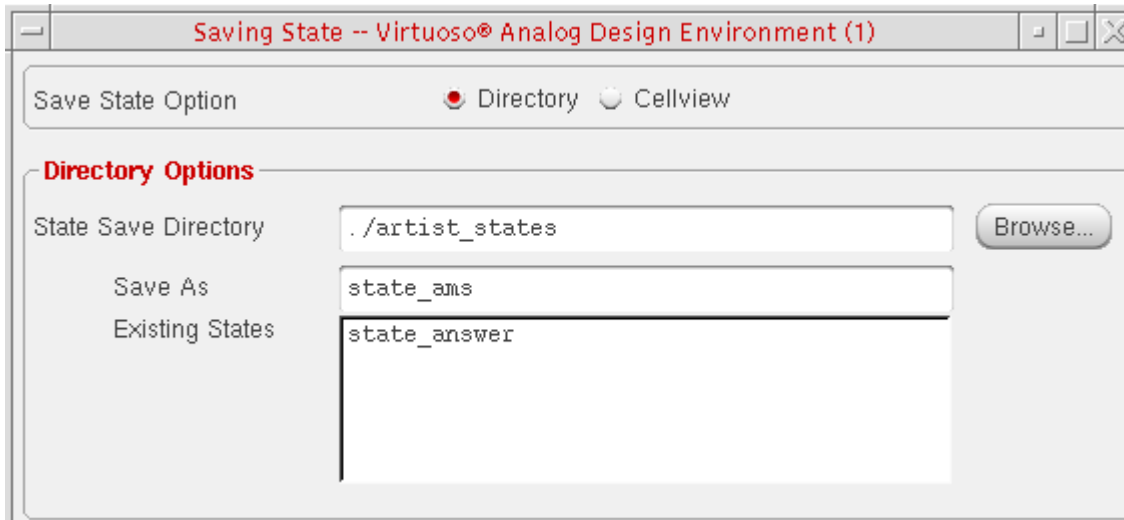 Saving State -- Virtuoso® Analog Design Environment (1)
Save State Option Directory Cellview
Directory Options
State Save Directory ./artist_states Browse...
Save As state_ams
Existing States state_answer